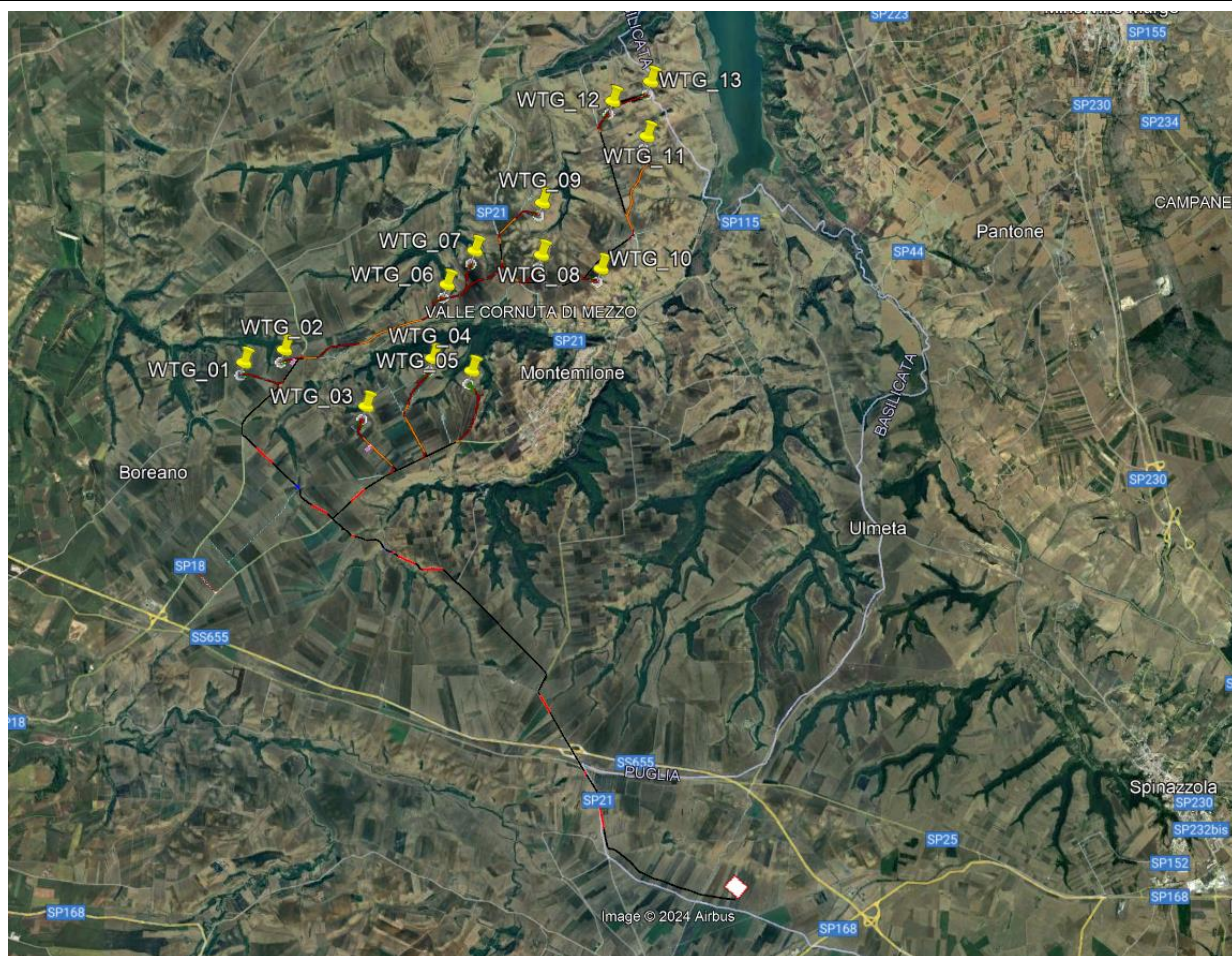 SP223
SP155
BASILICATA
WTG_13
WTG_12
SP230
SP234
WTG_11
WTG_09
CAMPANE
SP21
SP115
Pantone
WTG_07
SP44
WTG_10
WTG_08
WTG_06
VALLE CORNUTA DI MEZZO
WTG_02
WTG_04
SP21
WTG_05
WTG_01
Montemilone
WTG_03
BASILICATA
Boreano
SP230
Ulmeta
SP18
SS655
SP18
SS655
PUGLIA
Spinazzola
SP21
SP230
SP232bis
SP25
SP152
SP168
SP168
Image © 2024 Airbus
SP168